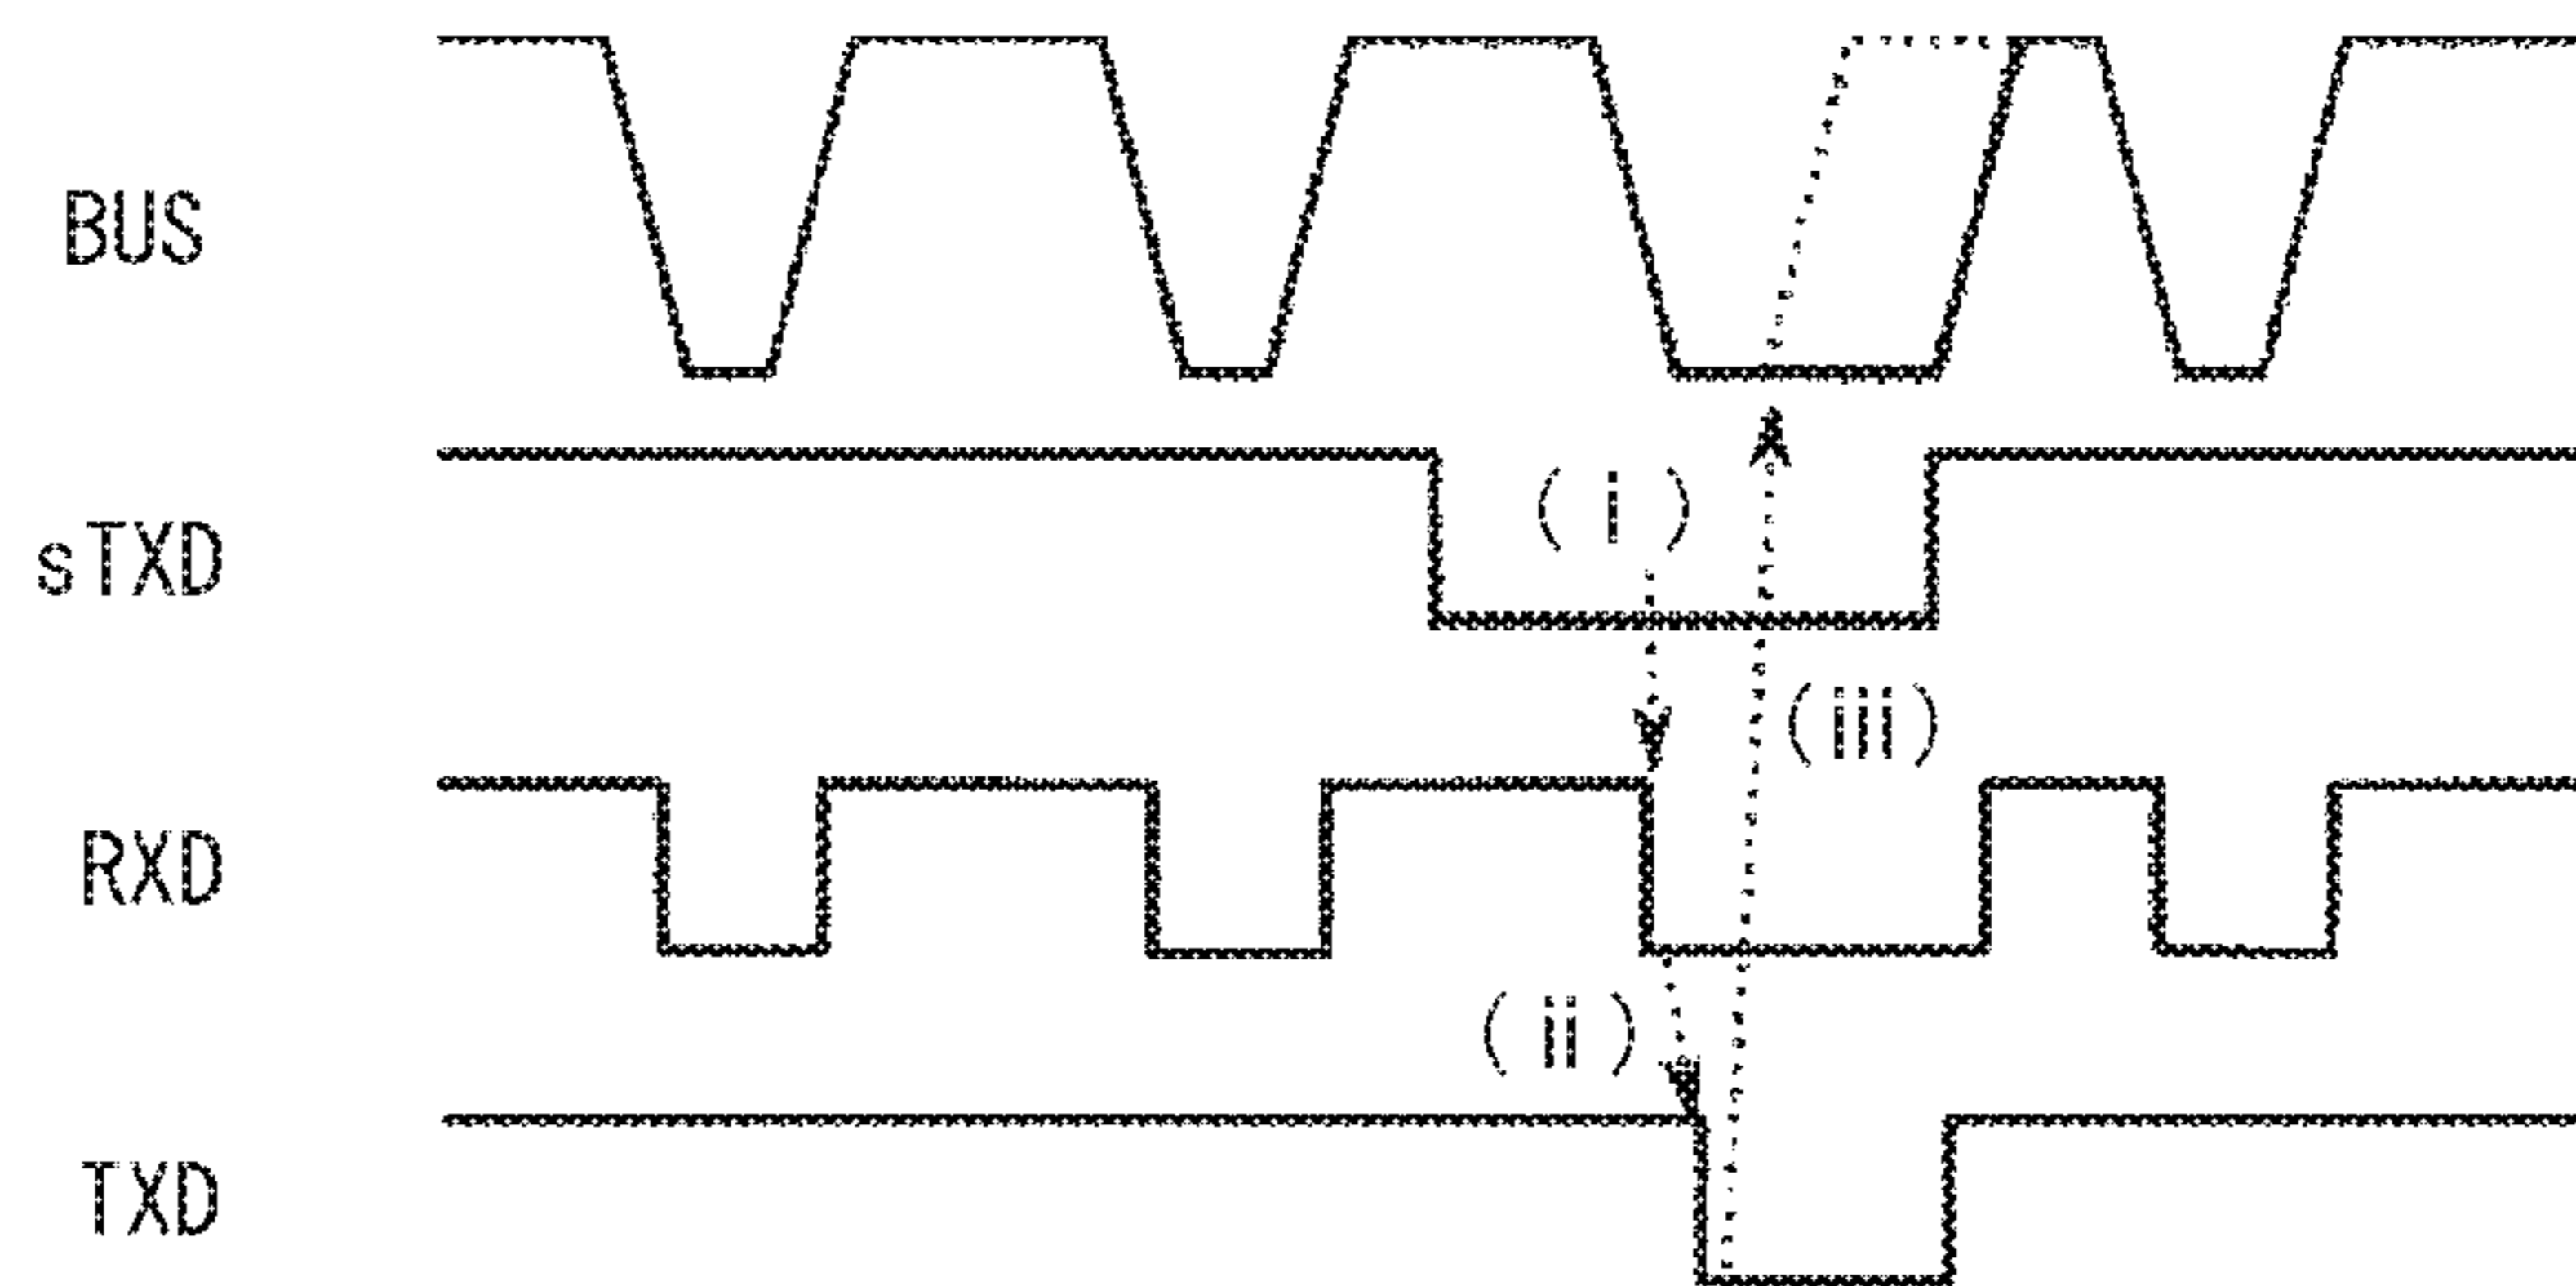 BUS
sTXD
( i )
( iii )
RXD
( ii )
TXD